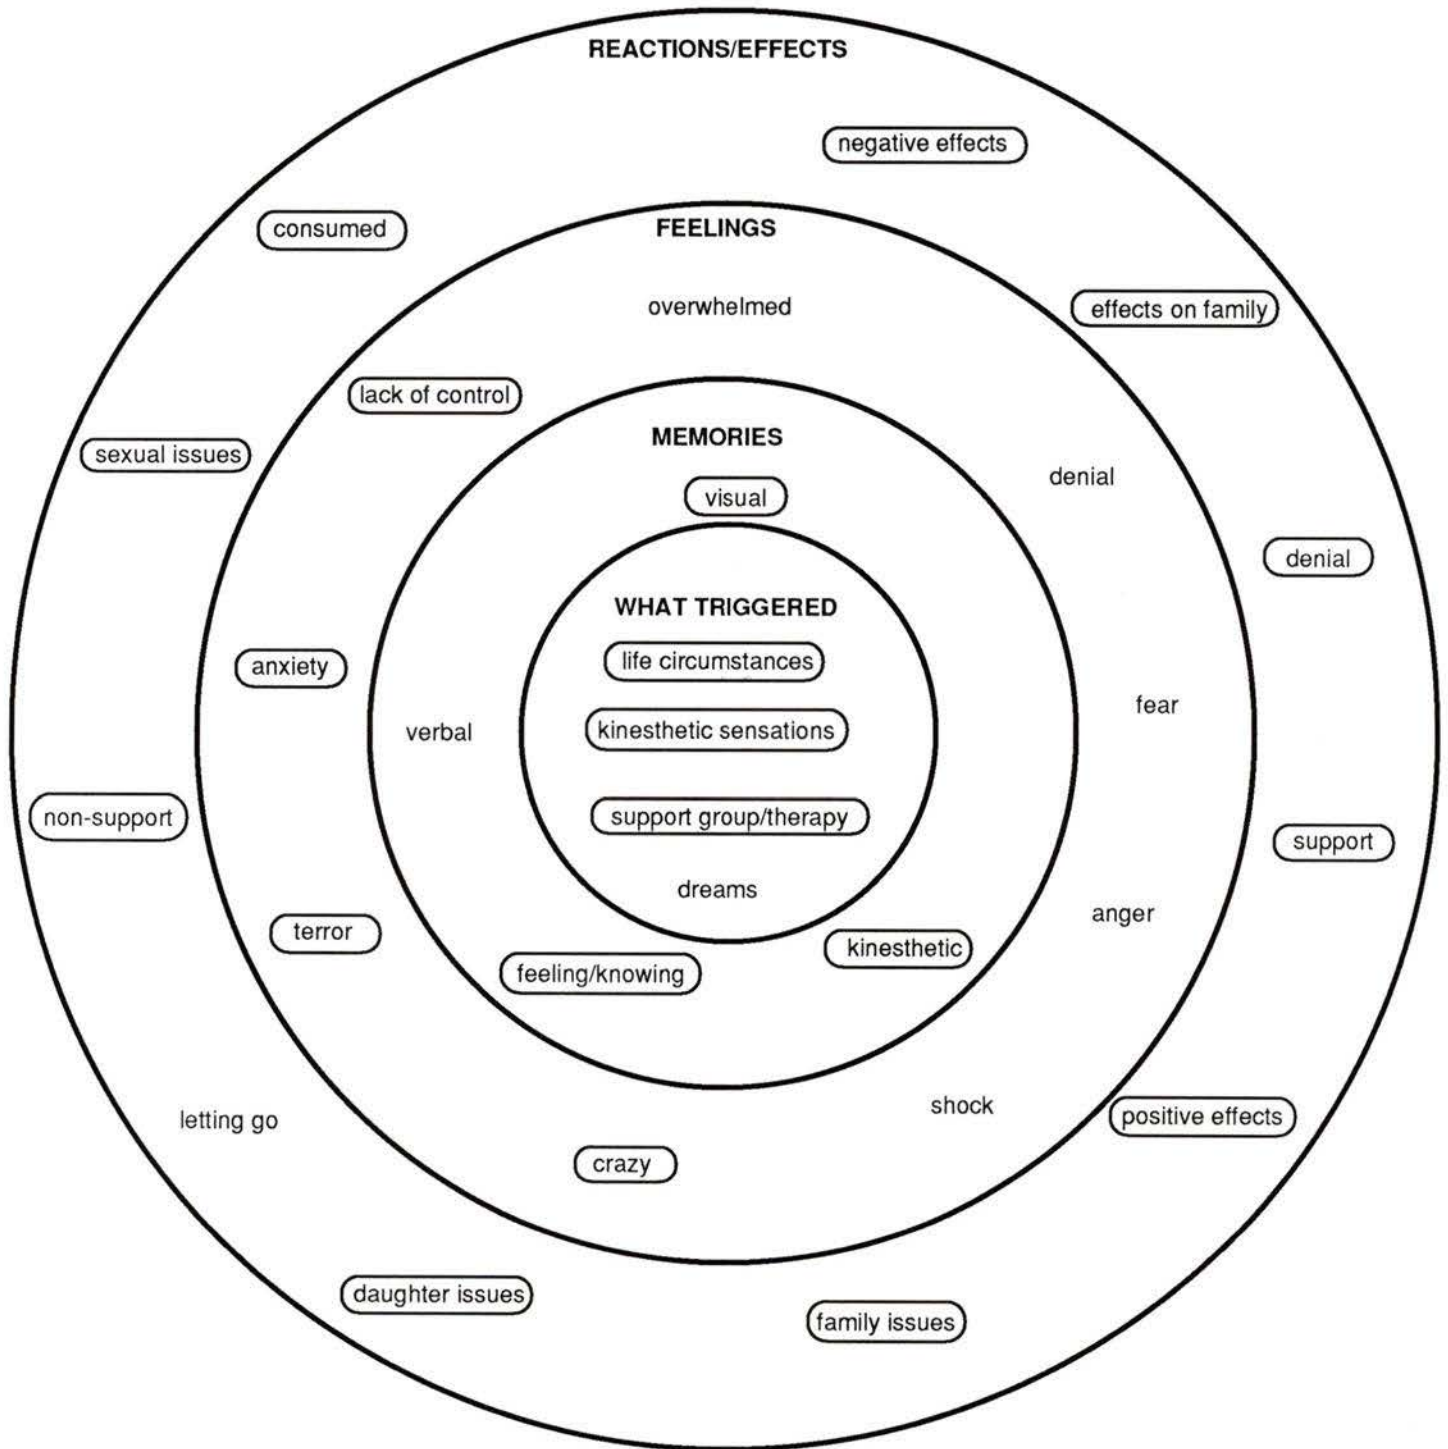 REACTIONS/EFFECTS
negative effects
consumed
FEELINGS
overwhelmed
effects on family
lack of control
MEMORIES
sexual issues
denial
visual
denial
WHAT TRIGGERED
life circumstances
anxiety
fear
kinesthetic sensations
verbal
non-support
support group/therapy
support
dreams
anger
terror
kinesthetic
feeling/knowing
shock
positive effects
letting go
crazy
daughter issues
family issues